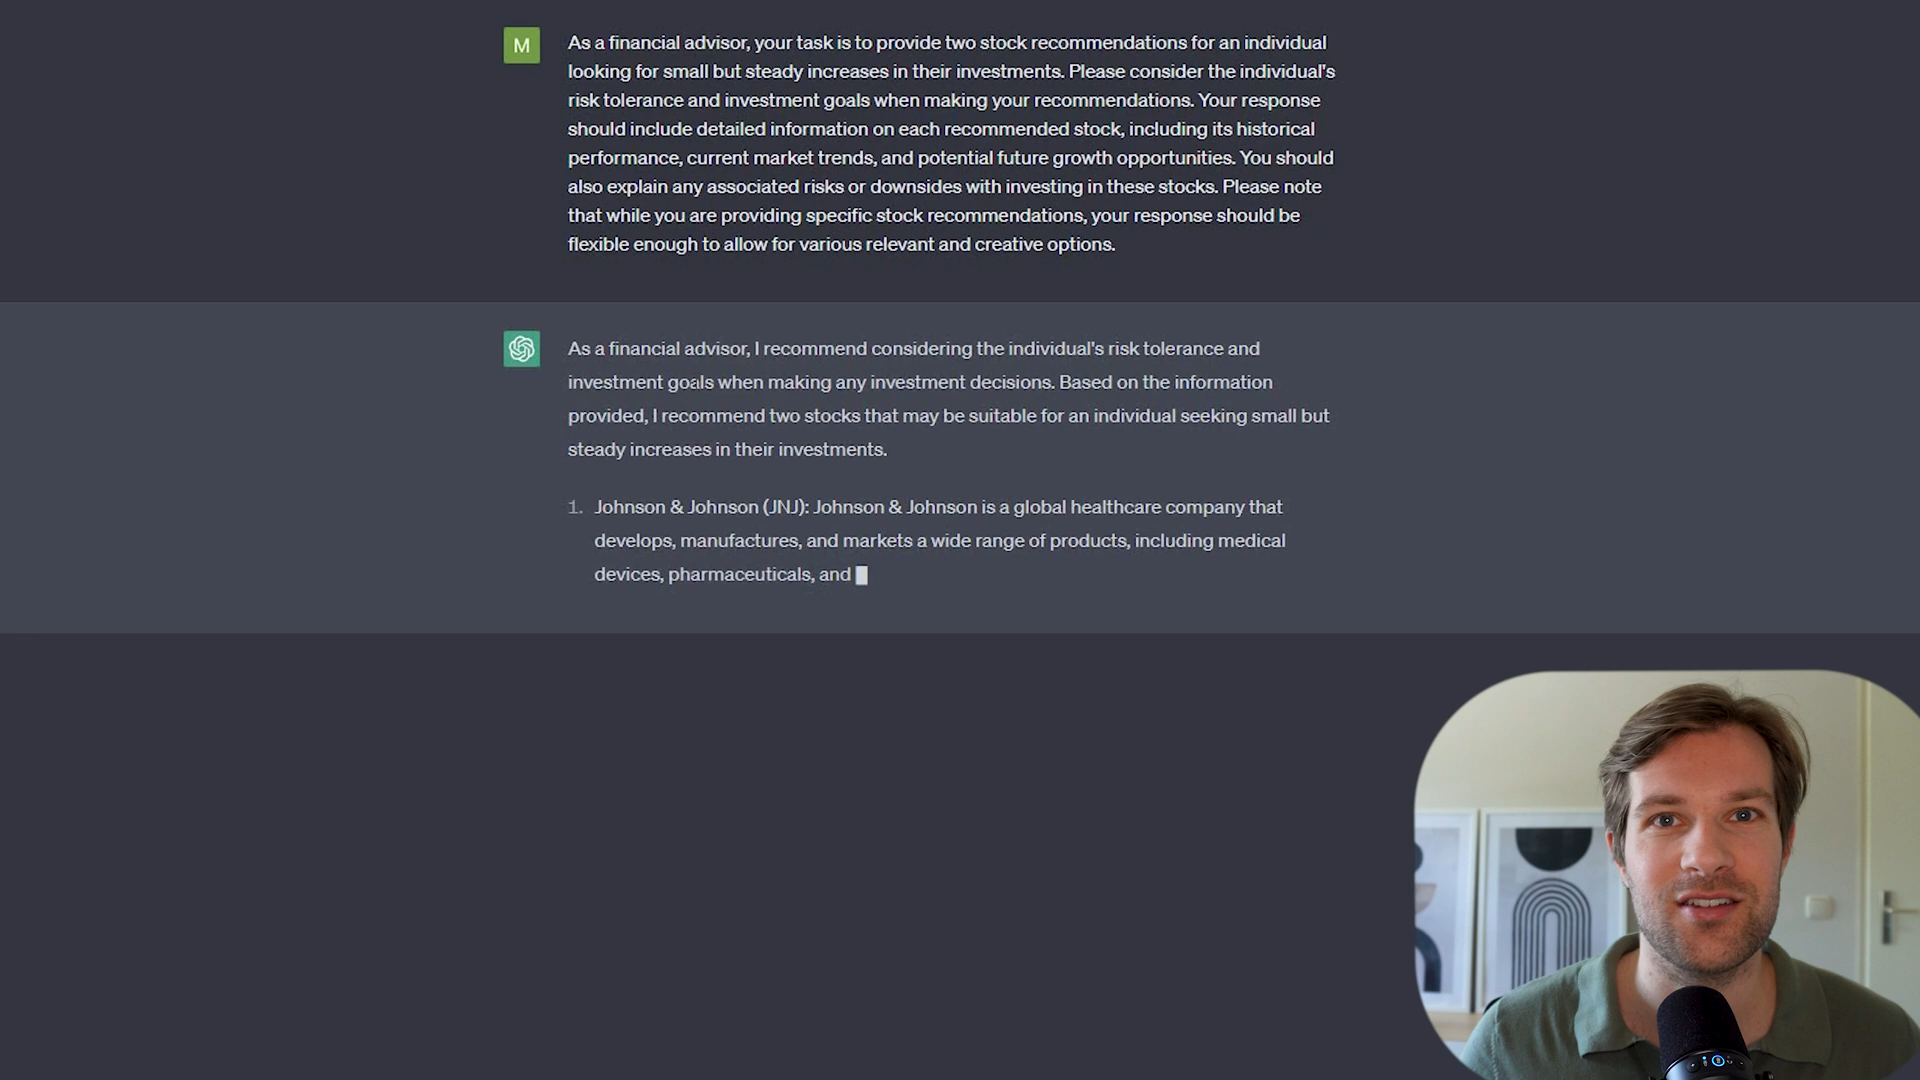 M
As a financial advisor, your task is to provide two stock recommendations for an individual
looking for small but steady increases in their investments. Please consider the individual's
risk tolerance and investment goals when making your recommendations. Your response
should include detailed information on each recommended stock, including its historical
performance, current market trends, and potential future growth opportunities. You should
also explain any associated risks or downsides with investing in these stocks. Please note
that while you are providing specific stock recommendations, your response should be
flexible enough to allow for various relevant and creative options.
As a financial advisor, I recommend considering the individual's risk tolerance and
investment goals when making any investment decisions. Based on the information
provided, I recommend two stocks that may be suitable for an individual seeking small but
steady increases in their investments.
1. Johnson & Johnson (JNJ): Johnson & Johnson is a global healthcare company that
develops, manufactures, and markets a wide range of products, including medical
devices, pharmaceuticals, and